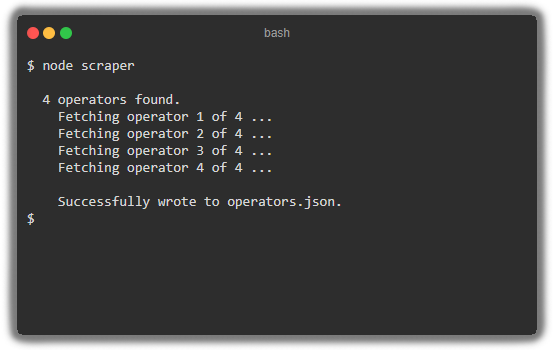 bash
$ node scraper
4 operators found.
Fetching operator 1 of 4 ...
Fetching operator 2 of 4 ...
Fetching operator 3 of 4 ...
Fetching operator 4 of 4 ...
Successfully wrote to operators.json.
$